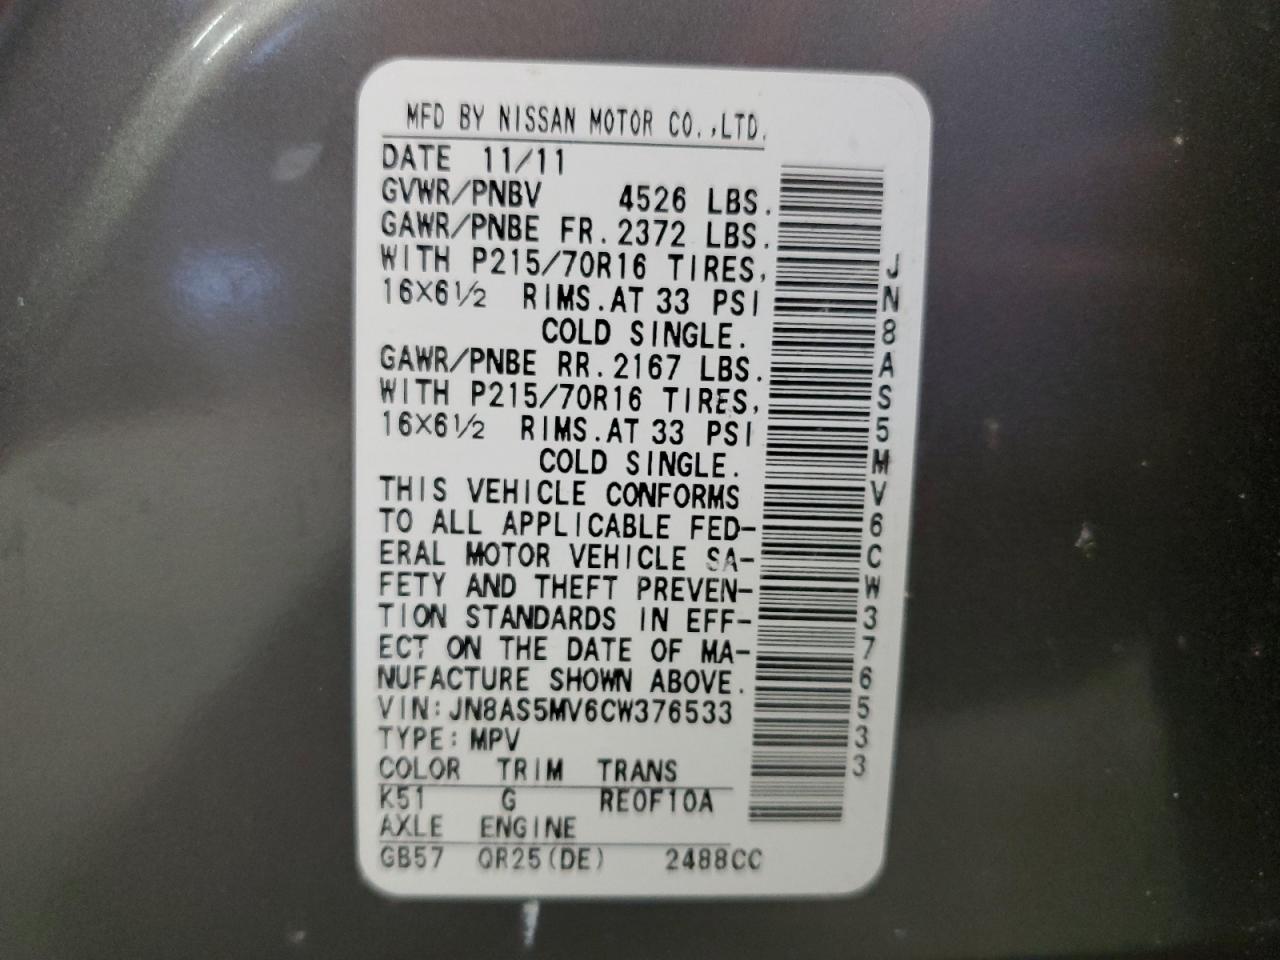 MFD BY NISSAN MOTOR CO.,LTD.
DATE 11/11
GVWR/PNBV 4526 LBS.
GAWR/PNBE FR. 2372 LBS.
WITH P215/70R16 TIRES,
16X6½ RIMS. AT 33 PSI
COLD SINGLE.
GAWR/PNBE RR. 2167 LBS.
WITH P215/70R16 TIRES,
16X6½ RIMS. AT 33 PSI
COLD SINGLE.
THIS VEHICLE CONFORMS
TO ALL APPLICABLE FED-
ERAL MOTOR VEHICLE SA-
FETY AND THEFT PREVEN-
TION STANDARDS IN EFF-
ECT ON THE DATE OF MA-
NUFACTURE SHOWN ABOVE.
VIN: JN8AS5MV6CW376533
TYPE: MPV
COLOR TRIM TRANS
K51 G RE0F10A
AXLE ENGINE
GB57 QR25(DE) 2488CC
JN8AS5MV6CW376533